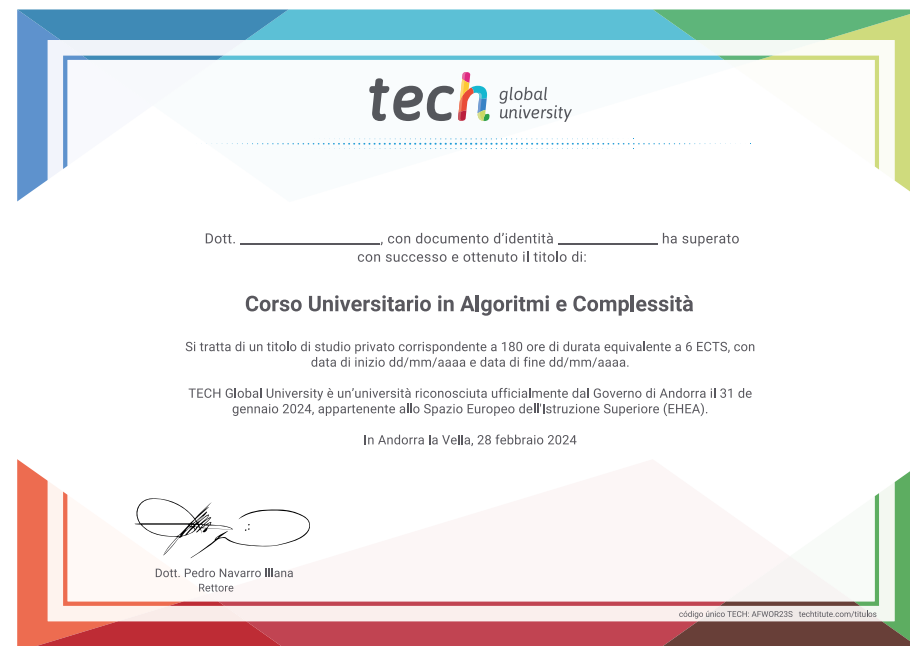 tech global university
Dott. ____________________, con documento d'identità ______________ ha superato
con successo e ottenuto il titolo di:
Corso Universitario in Algoritmi e Complessità
Si tratta di un titolo di studio privato corrispondente a 180 ore di durata equivalente a 6 ECTS, con
data di inizio dd/mm/aaaa e data di fine dd/mm/aaaa.
TECH Global University è un'università riconosciuta ufficialmente dal Governo di Andorra il 31 de
gennaio 2024, appartenente allo Spazio Europeo dell'Istruzione Superiore (EHEA).
In Andorra la Vella, 28 febbraio 2024
Dott. Pedro Navarro Illana
Rettore
código único TECH: AFWOR23S techtitute.com/titulos